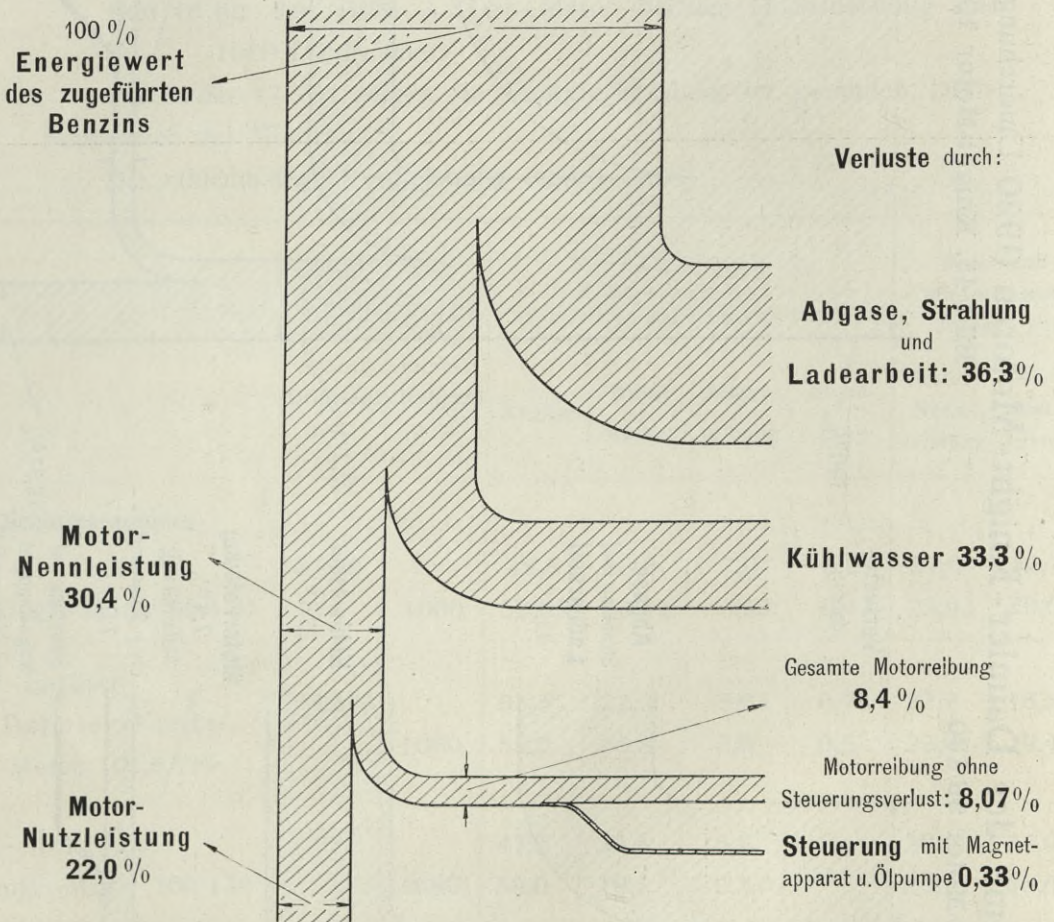 100 %
Energiewert
des zugeführten
Benzins
Verluste durch:
Abgase, Strahlung
und
Ladearbeit: 36,3%
Motor-
Nennleistung
30,4 %
Kühlwasser 33,3 %
Gesamte Motorreibung
8,4 %
Motorreibung ohne
Steuerungsverlust: 8,07%
Motor-
Nutzleistung
22,0 %
Steuerung mit Magnet-
apparat u. Ölpumpe 0,33%